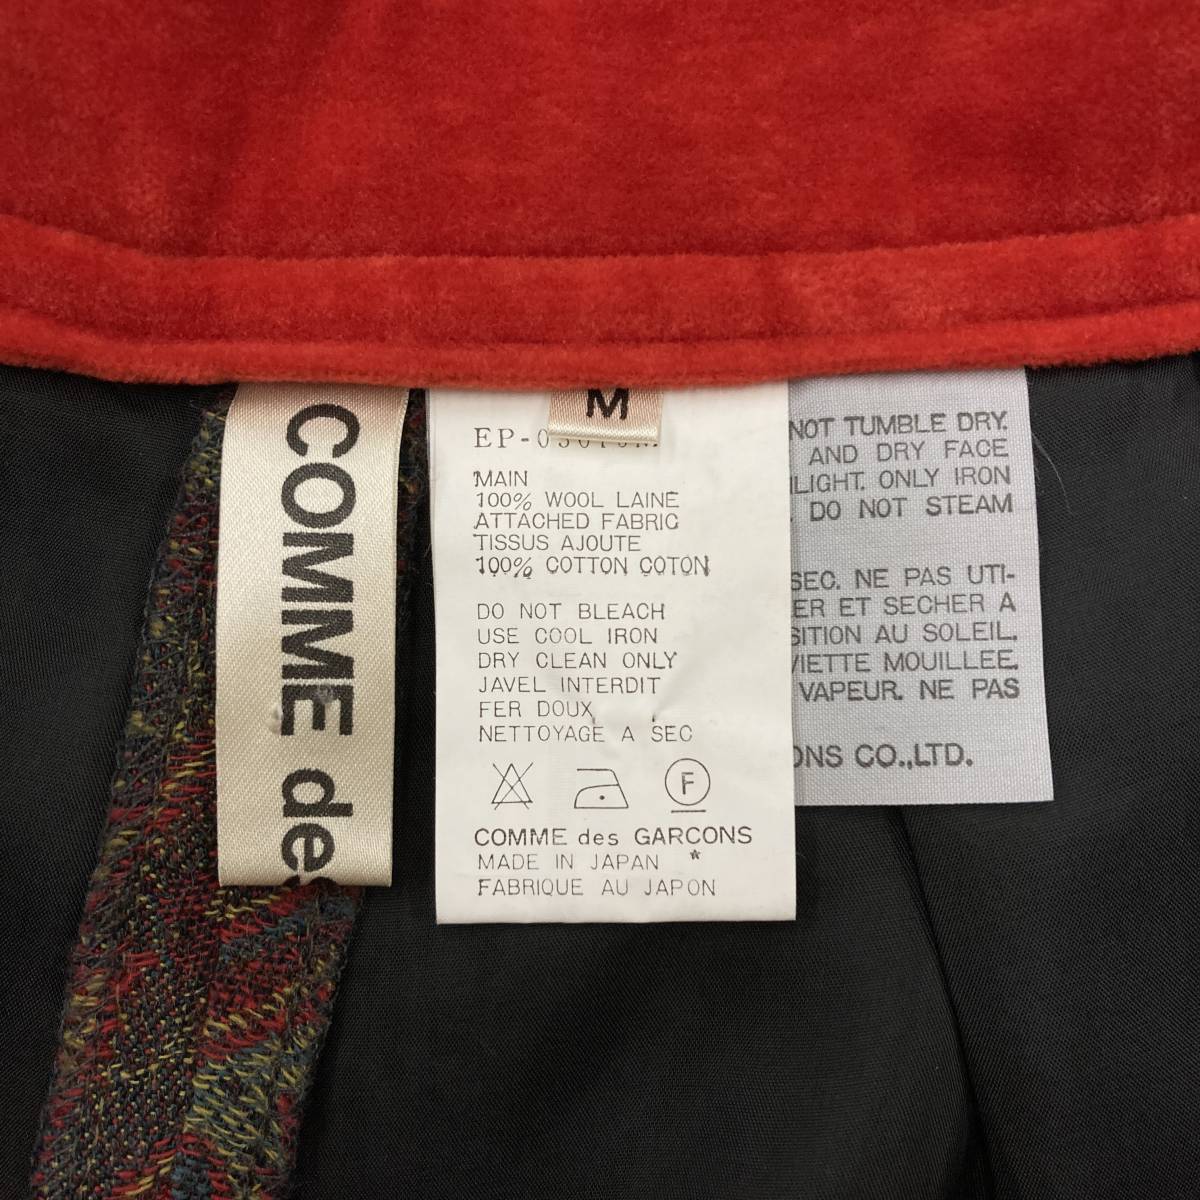 COMME des
M
MAIN
100% WOOL LAINE
ATTACHED FABRIC
TISSUS AJOUTE
100% COTTON COTON
DO NOT BLEACH
USE COOL IRON
DRY CLEAN ONLY
JAVEL INTERDIT
FER DOUX
NETTOYAGE A SEC
F
COMME des GARCONS
MADE IN JAPAN *
FABRIQUE AU JAPON
NOT TUMBLE DRY.
AND DRY FACE
ONLY IRON
DO NOT STEAM
SEC. NE PAS UTI-
ER ET SECHER A
SITION AU SOLEIL.
VIETTE MOUILLEE.
VAPEUR. NE PAS
ONS CO.,LTD.